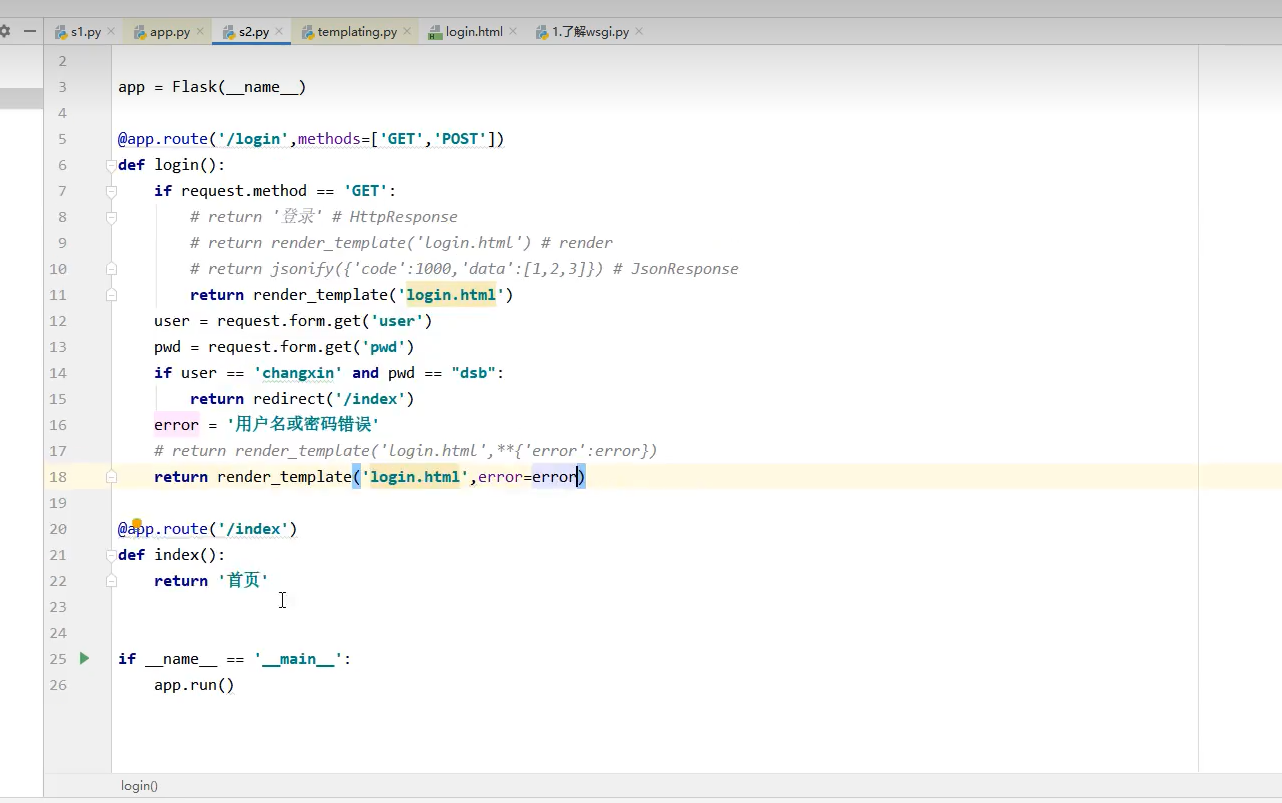 s1.py app.py s2.py templating.py login.html 1.了解wsgi.py
2
3 app = Flask(__name__)
4
5 @app.route('/login',methods=['GET','POST'])
6 def login():
7 if request.method == 'GET':
8 # return '登录' # HttpResponse
9 # return render_template('login.html') # render
10 # return jsonify({'code':1000,'data':[1,2,3]}) # JsonResponse
11 return render_template('login.html')
12 user = request.form.get('user')
13 pwd = request.form.get('pwd')
14 if user == 'changxin' and pwd == "dsb":
15 return redirect('/index')
16 error = '用户名或密码错误'
17 # return render_template('login.html',**{'error':error})
18 return render_template('login.html',error=error)
19
20 @app.route('/index')
21 def index():
22 return '首页'
23
24
25 if __name__ == '__main__':
26 app.run()
login()